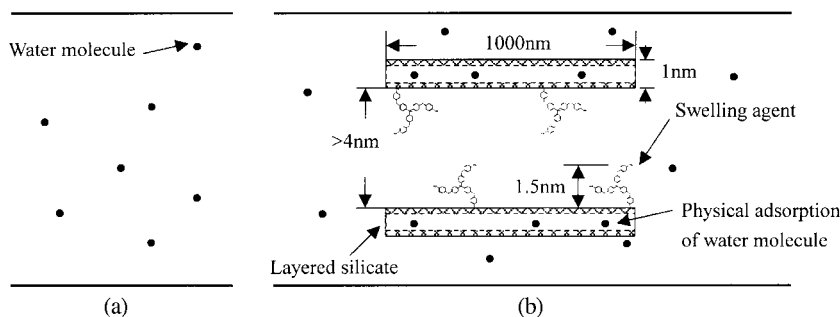 Water molecule
1000nm
1nm
Swelling agent
>4nm
1.5nm
Physical adsorption
of water molecule
Layered silicate
(a)
(b)